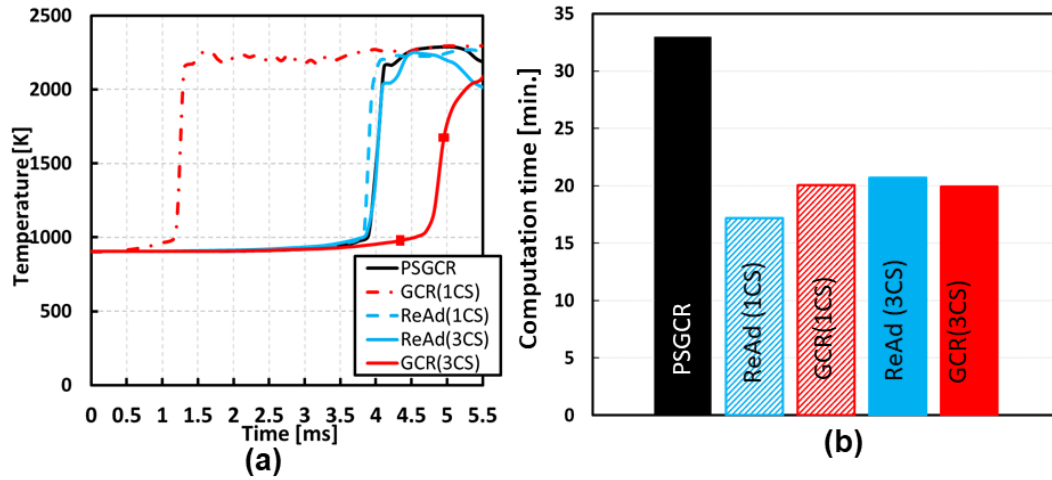 2500
2000
1500
1000
500
0
Temperature [K]
0 0.5 1 1.5 2 2.5 3 3.5 4 4.5 5 5.5
Time [ms]
PSGCR
GCR(1CS)
ReAd(1CS)
ReAd(3CS)
GCR(3CS)
(a)
35
30
25
20
15
10
5
0
Computation time [min.]
PSGCR
ReAd (1CS)
GCR(1CS)
ReAd (3CS)
GCR(3CS)
(b)